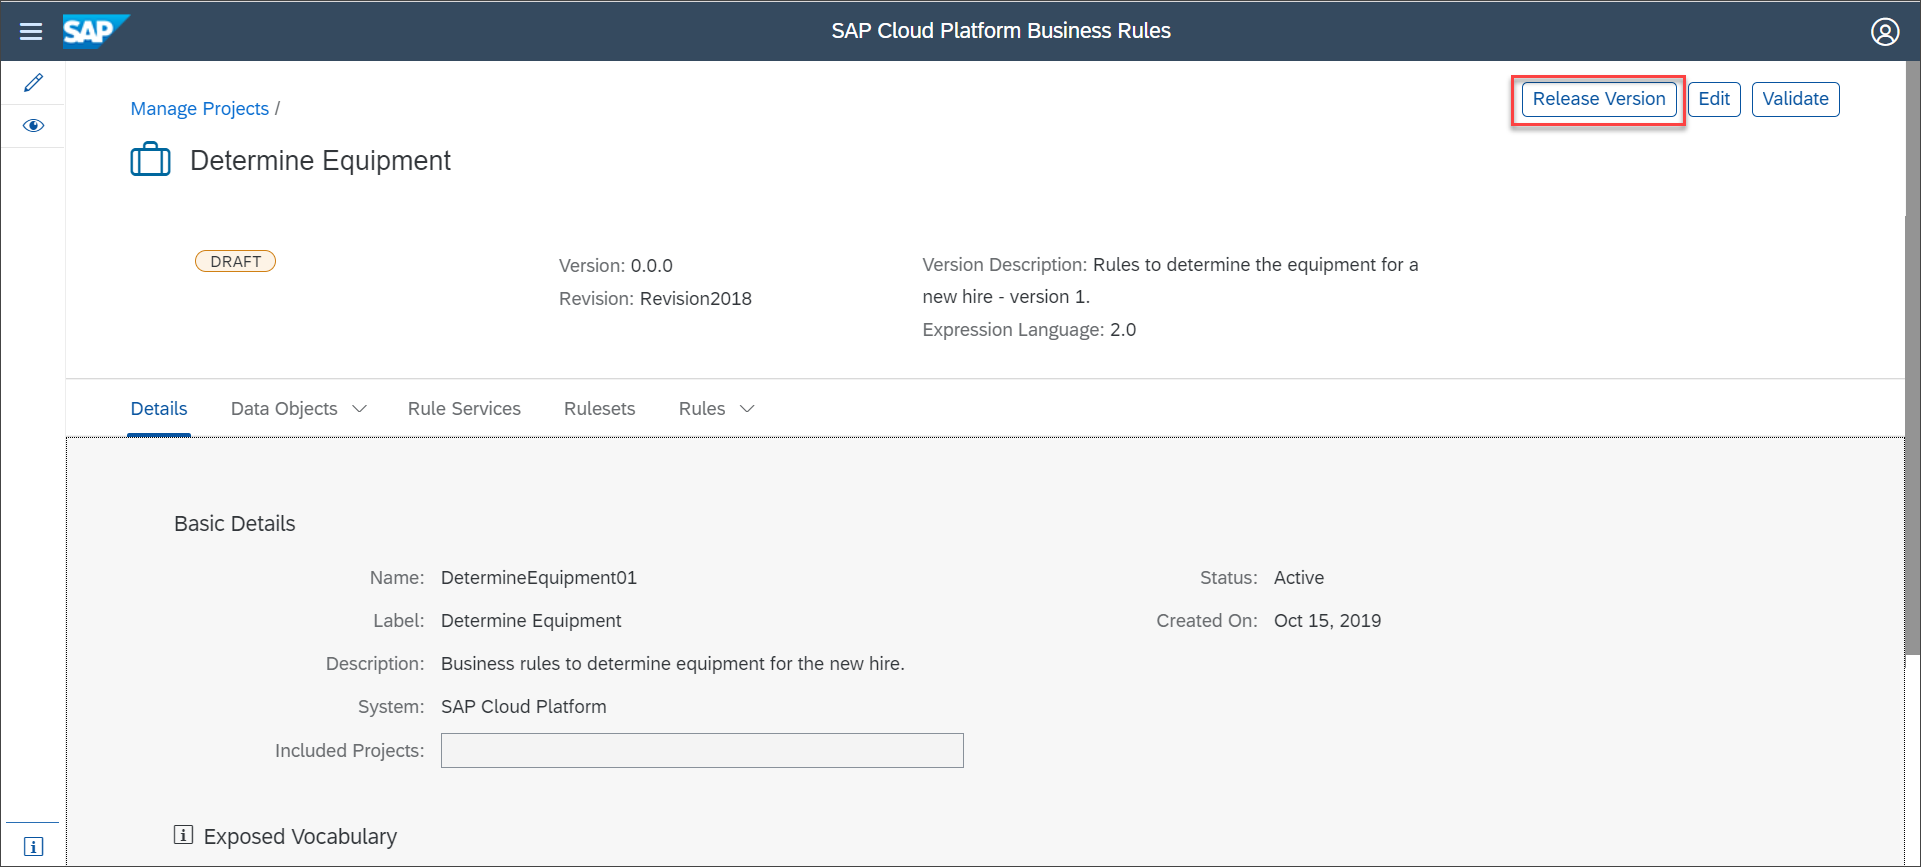 SAP
SAP Cloud Platform Business Rules
Manage Projects /
Release Version
Edit
Validate
Determine Equipment
DRAFT
Version: 0.0.0
Revision: Revision2018
Version Description: Rules to determine the equipment for a
new hire - version 1.
Expression Language: 2.0
Details
Data Objects
Rule Services
Rulesets
Rules
Basic Details
Name: DetermineEquipment01
Label: Determine Equipment
Description: Business rules to determine equipment for the new hire.
System: SAP Cloud Platform
Included Projects:
Status: Active
Created On: Oct 15, 2019
Exposed Vocabulary